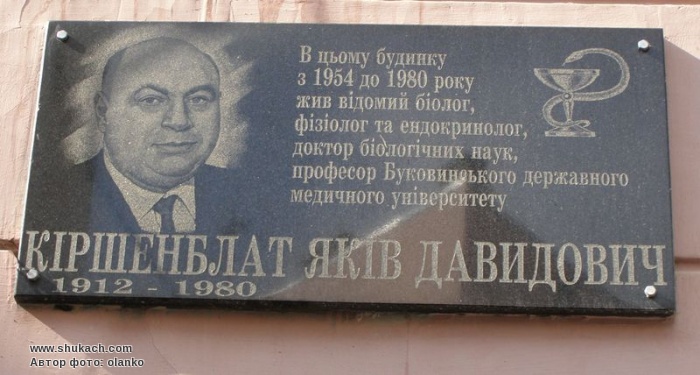 В цьому будинку
з 1954 до 1980 року
жив відомий біолог,
фізіолог та ендокринолог,
доктор біологічних наук,
професор Буковинського державного
медичного університету
КІРШЕНБЛАТ ЯКІВ ДАВИДОВИЧ
1912 - 1980
www.shukach.com
Автор фото: olanko